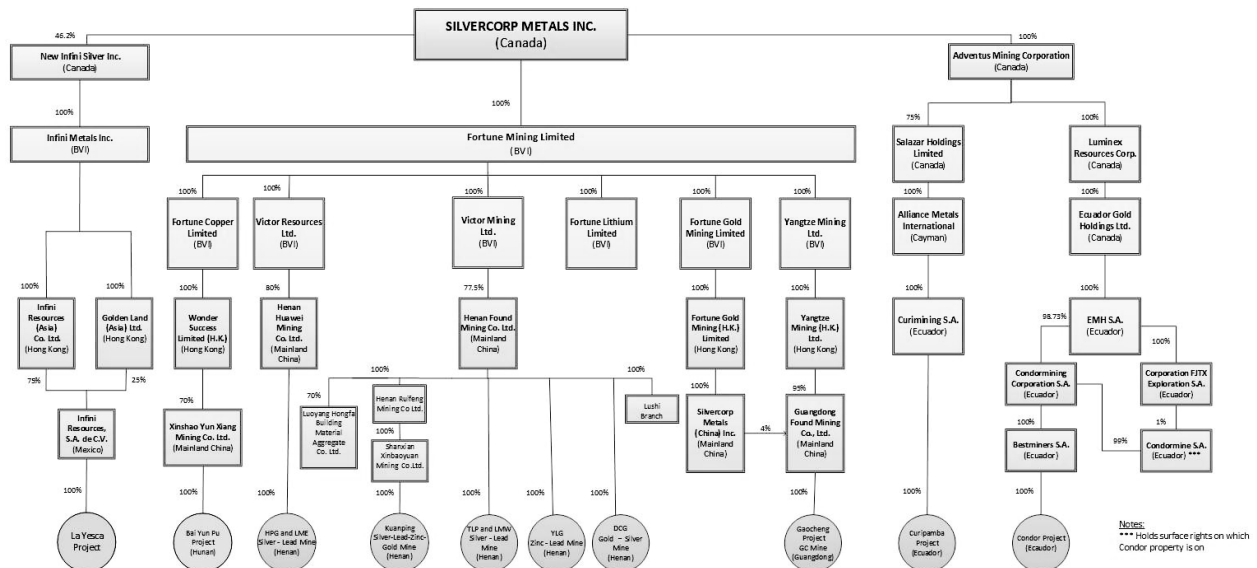 SILVERCORP METALS INC.
(Canada)
46.2%
100%
New Infini Silver Inc.
(Canada)
Adventus Mining Corporation
(Canada)
100%
100%
75%
100%
Infini Metals Inc.
(BVI)
Fortune Mining Limited
(BVI)
Salazar Holdings
Limited
(Canada)
Luminex
Resources Corp.
(Canada)
100%
100%
100%
100%
100%
100%
100%
100%
Fortune Copper
Limited
(BVI)
Victor Resources
Ltd.
(BVI)
Victor Mining
Ltd.
(BVI)
Fortune Lithium
Limited
Fortune Gold
Mining Limited
(BVI)
Yangtze Mining
Ltd.
(BVI)
Alliance Metals
International
(Cayman)
Ecuador Gold
Holdings Ltd.
(Canada)
100%
100%
100%
80%
77.5%
100%
100%
100%
100%
Infini
Resources
(Asia)
Co. Ltd.
(Hong Kong)
Golden Land
(Asia) Ltd.
(Hong Kong)
Wonder
Success
Limited (H.K.)
(Hong Kong)
Henan
Huawei
Mining
Co. Ltd.
(Mainland
China)
Henan Found
Mining Co. Ltd.
(Mainland
China)
Fortune Gold
Mining (H.K.)
Limited
(Hong Kong)
Yangtze
Mining (H.K.)
Ltd.
(Hong Kong)
Curimining S.A.
(Ecuador)
EMH S.A.
(Ecuador)
98.73%
100%
75%
25%
70%
100%
100%
100%
70%
100%
95%
Infini
Resources,
S.A. de C.V.
(Mexico)
Xinshao Yun Xiang
Mining Co. Ltd.
(Mainland China)
Luoyang Hongfa
Building
Material
Aggregate
Co. Ltd.
Henan Ruifeng
Mining Co Ltd.
100%
Shanxian
Xinbaoyuan
Mining Co.Ltd.
Lushi
Branch
Silvercorp
Metals
(China) Inc.
(Mainland
China)
4%
Guangdong
Found Mining
Co., Ltd.
(Mainland
China)
Condormining
Corporation S.A.
(Ecuador)
Corporation FJTX
Exploration S.A.
(Ecuador)
100%
1%
99%
Bestminers S.A.
(Ecuador)
Condormine S.A.
(Ecuador) ***
100%
100%
100%
100%
100%
100%
100%
100%
100%
100%
La Yesca
Project
Bai Yun Pu
Project
(Hunan)
HPG and LME
Silver - Lead Mine
(Henan)
Kuanping
Silver-Lead-Zinc-
Gold Mine
(Henan)
TLP and LMW
Silver - Lead
Mine
(Henan)
YLG
Zinc - Lead Mine
(Henan)
DCG
Gold – Silver
Mine
(Henan)
Gaocheng
Project
GC Mine
(Guangdong)
Curipamba
Project
(Ecuador)
Condor Project
(Ecaudor)
Notes:
*** Holds surface rights on which
Condor property is on